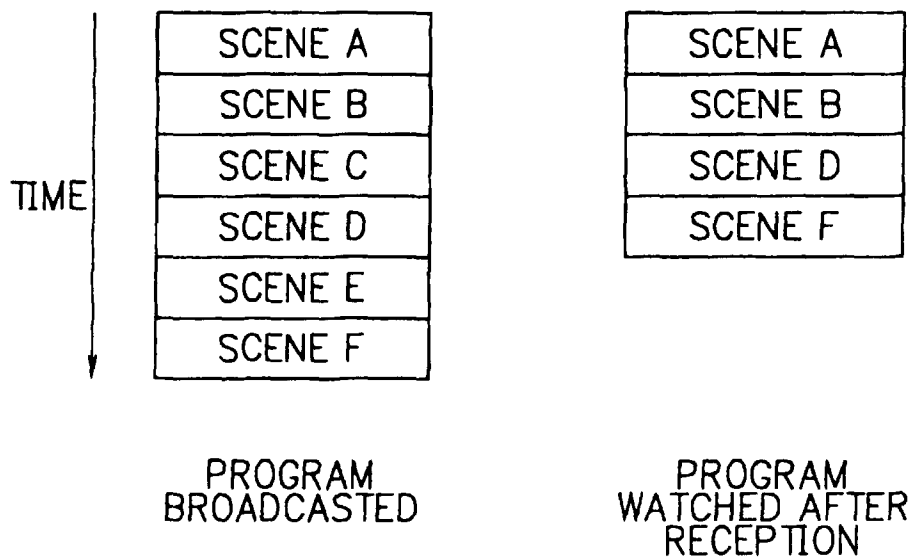 TIME
SCENE A
SCENE B
SCENE C
SCENE D
SCENE E
SCENE F
PROGRAM
BROADCASTED
SCENE A
SCENE B
SCENE D
SCENE F
PROGRAM
WATCHED AFTER
RECEPTION